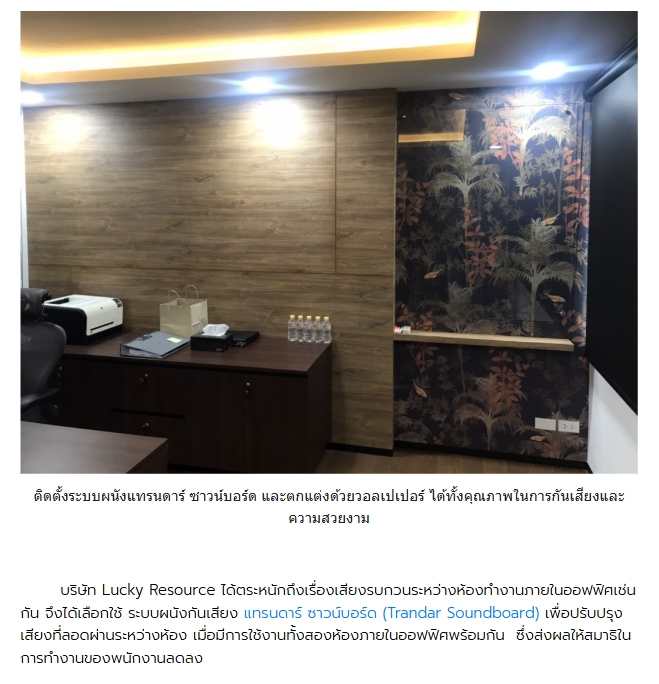 ติดตั้งระบบผนังแทรนดาร์ ซาวน์บอร์ด และตกแต่งด้วยวอลเปเปอร์ ได้ทั้งคุณภาพในการกันเสียงและ
ความสวยงาม
บริษัท Lucky Resource ได้ตระหนักถึงเรื่องเสียงรบกวนระหว่างห้องทำงานภายในออฟฟิศเช่น
กัน จึงได้เลือกใช้ ระบบผนังกันเสียง แทรนดาร์ ซาวน์บอร์ด (Trandar Soundboard) เพื่อปรับปรุง
เสียงที่ลอดผ่านระหว่างห้อง เมื่อมีการใช้งานทั้งสองห้องภายในออฟฟิศพร้อมกัน ซึ่งส่งผลให้สมาธิใน
การทำงานของพนักงานลดลง